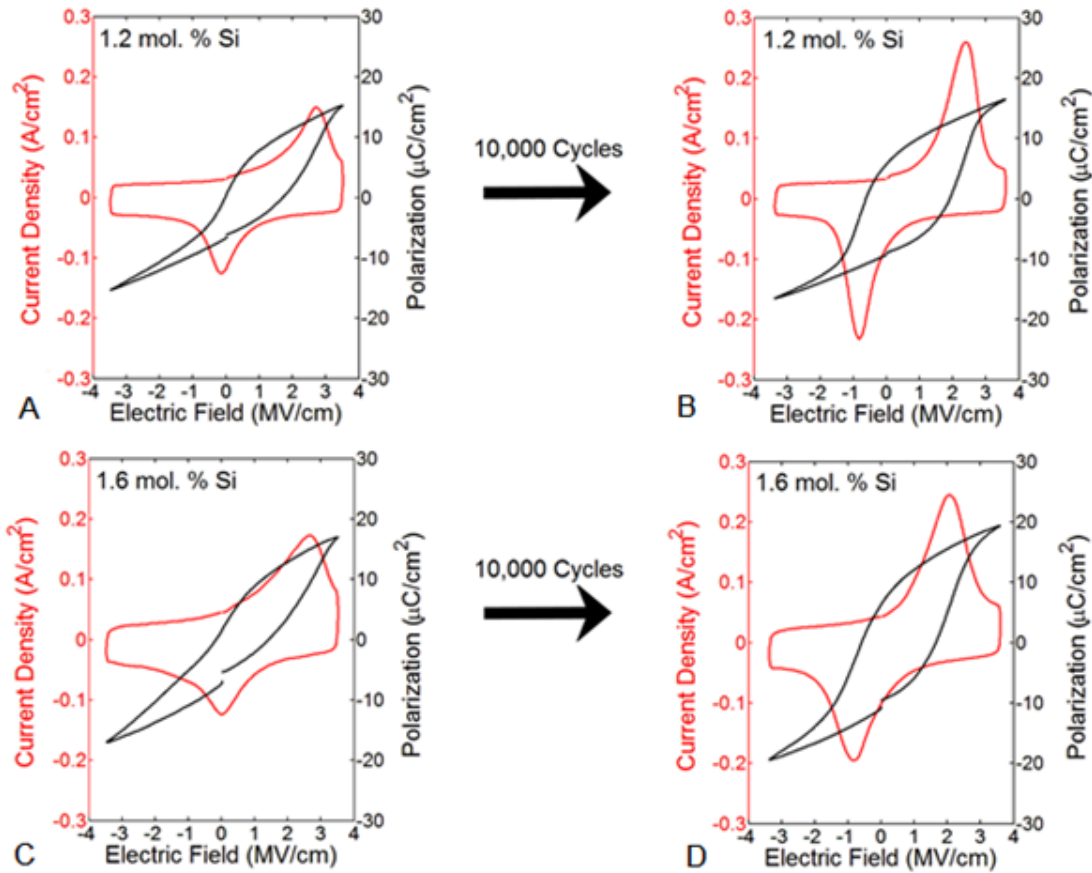 1.2 mol. % Si
Current Density (A/cm²)
0.3
0.2
0.1
0
-0.1
-0.2
-0.3
30
20
10
0
-10
-20
-30
Polarization (µC/cm²)
-4 -3 -2 -1 0 1 2 3 4
Electric Field (MV/cm)
A
10,000 Cycles
1.2 mol. % Si
Current Density (A/cm²)
0.3
0.2
0.1
0
-0.1
-0.2
-0.3
30
20
10
0
-10
-20
-30
Polarization (µC/cm²)
-4 -3 -2 -1 0 1 2 3 4
Electric Field (MV/cm)
B
1.6 mol. % Si
Current Density (A/cm²)
0.3
0.2
0.1
0
-0.1
-0.2
-0.3
30
20
10
0
-10
-20
-30
Polarization (µC/cm²)
-4 -3 -2 -1 0 1 2 3 4
Electric Field (MV/cm)
C
10,000 Cycles
1.6 mol. % Si
Current Density (A/cm²)
0.3
0.2
0.1
0
-0.1
-0.2
-0.3
30
20
10
0
-10
-20
-30
Polarization (µC/cm²)
-4 -3 -2 -1 0 1 2 3 4
Electric Field (MV/cm)
D